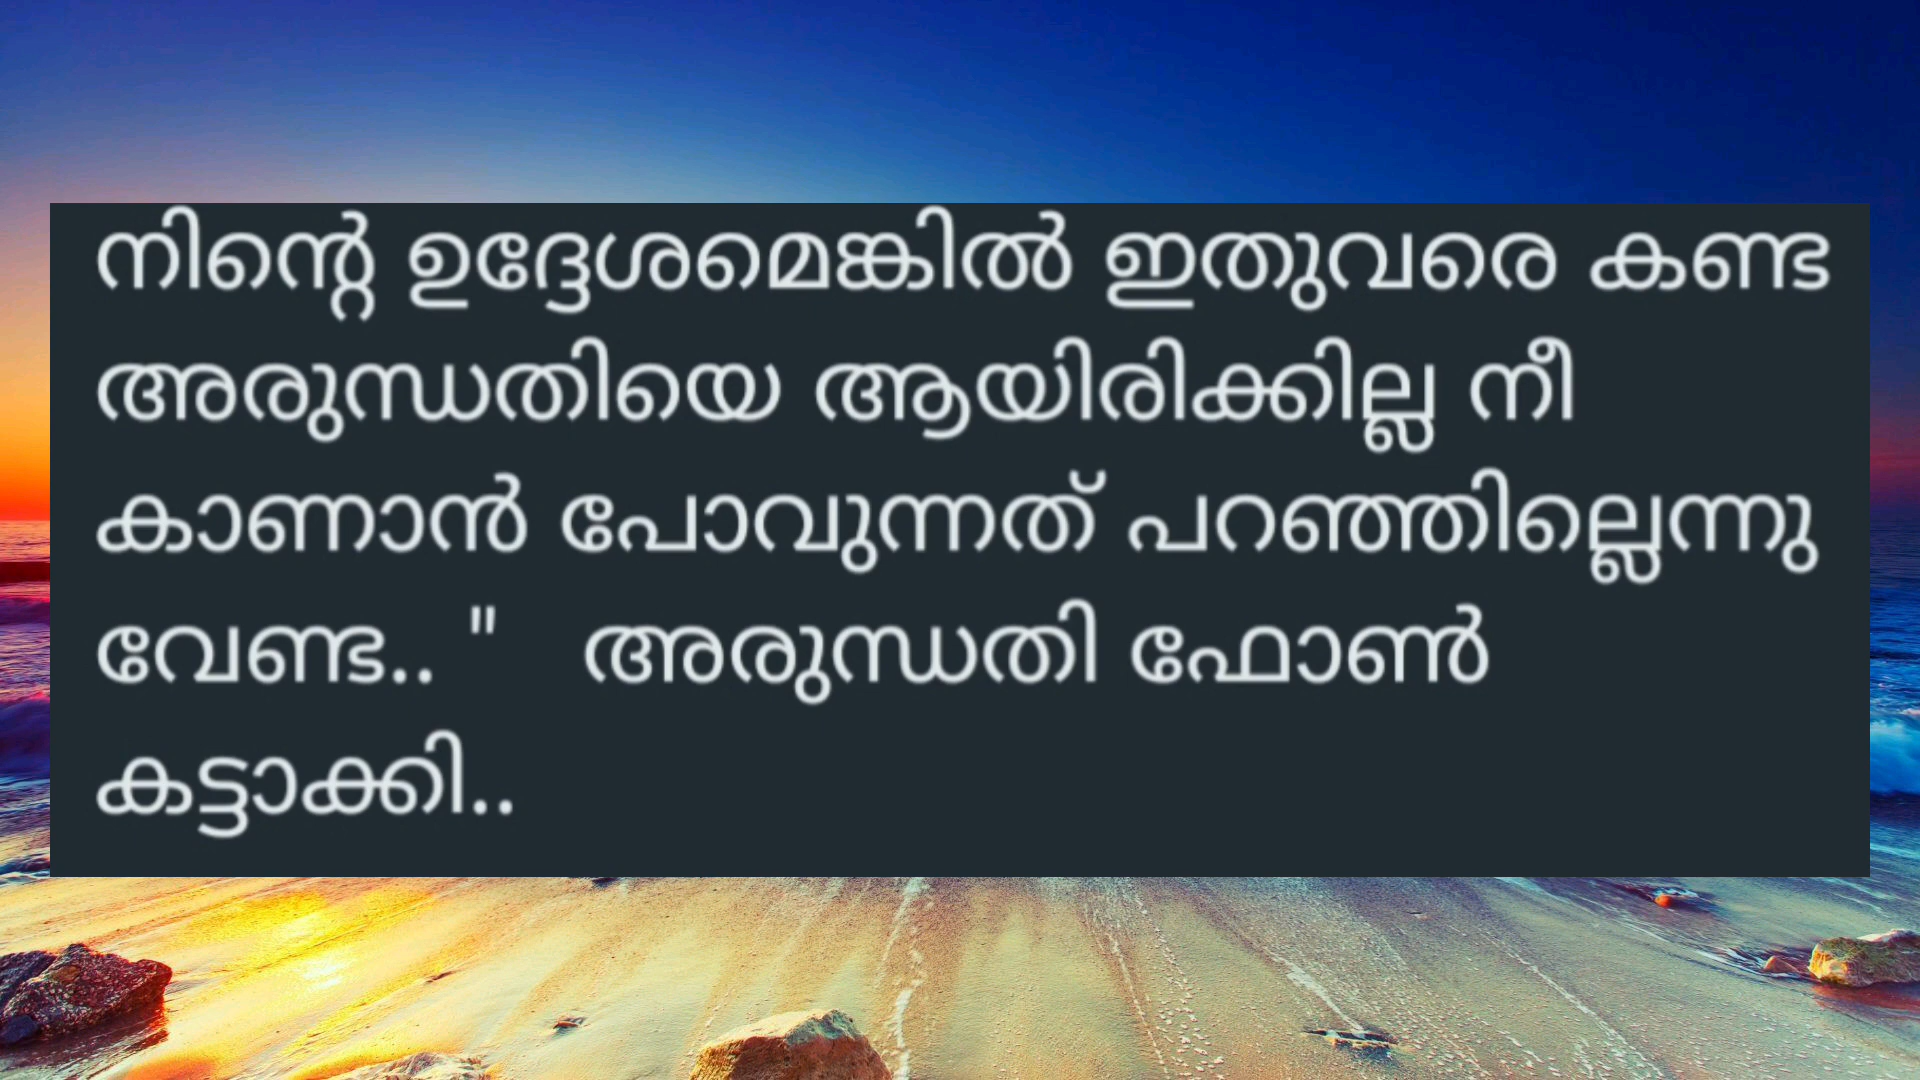 നിന്റെ ഉദ്ദേശമെങ്കിൽ ഇതുവരെ കണ്ട
അരുന്ധതിയെ ആയിരിക്കില്ല നീ
കാണാൻ പോവുന്നത് പറഞ്ഞില്ലെന്നു
വേണ്ട.. " അരുന്ധതി ഫോൺ
കട്ടാക്കി..